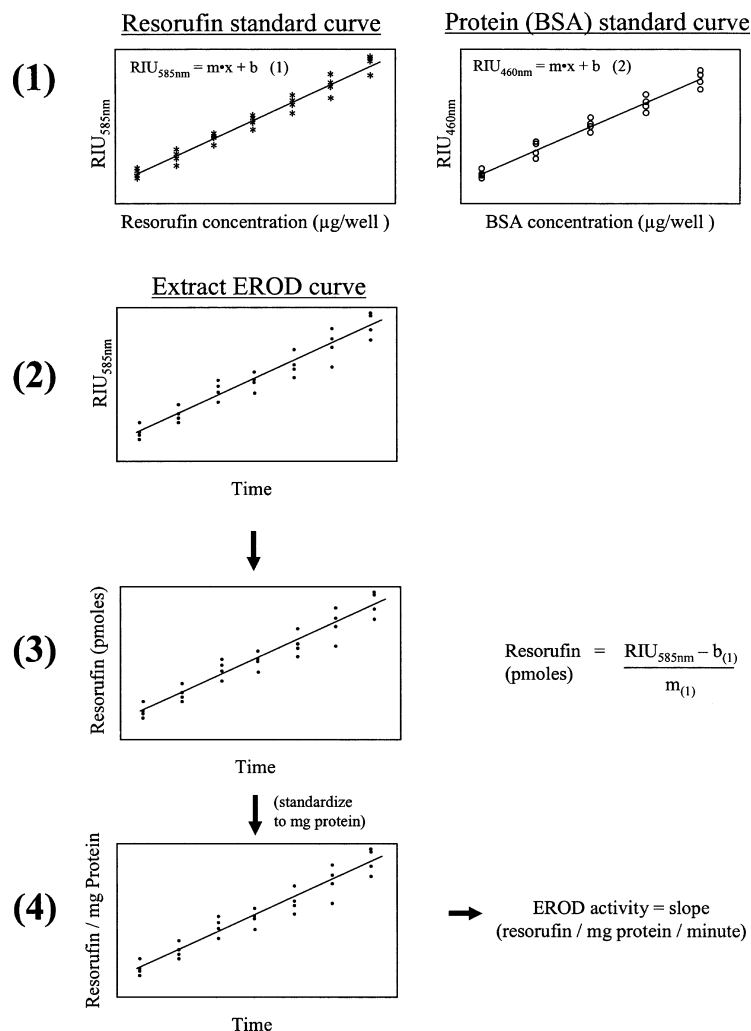 Resorufin standard curve
Protein (BSA) standard curve
(1)
RIU585nm = m•x + b (1)
RIU585nm
Resorufin concentration (µg/well )
RIU460nm = m•x + b (2)
RIU460nm
BSA concentration (µg/well )
Extract EROD curve
(2)
RIU585nm
Time
(3)
Resorufin (pmoles)
Time
Resorufin = RIU585nm – b(1)
(pmoles) m(1)
(standardize
to mg protein)
(4)
Resorufin / mg Protein
Time
EROD activity = slope
(resorufin / mg protein / minute)